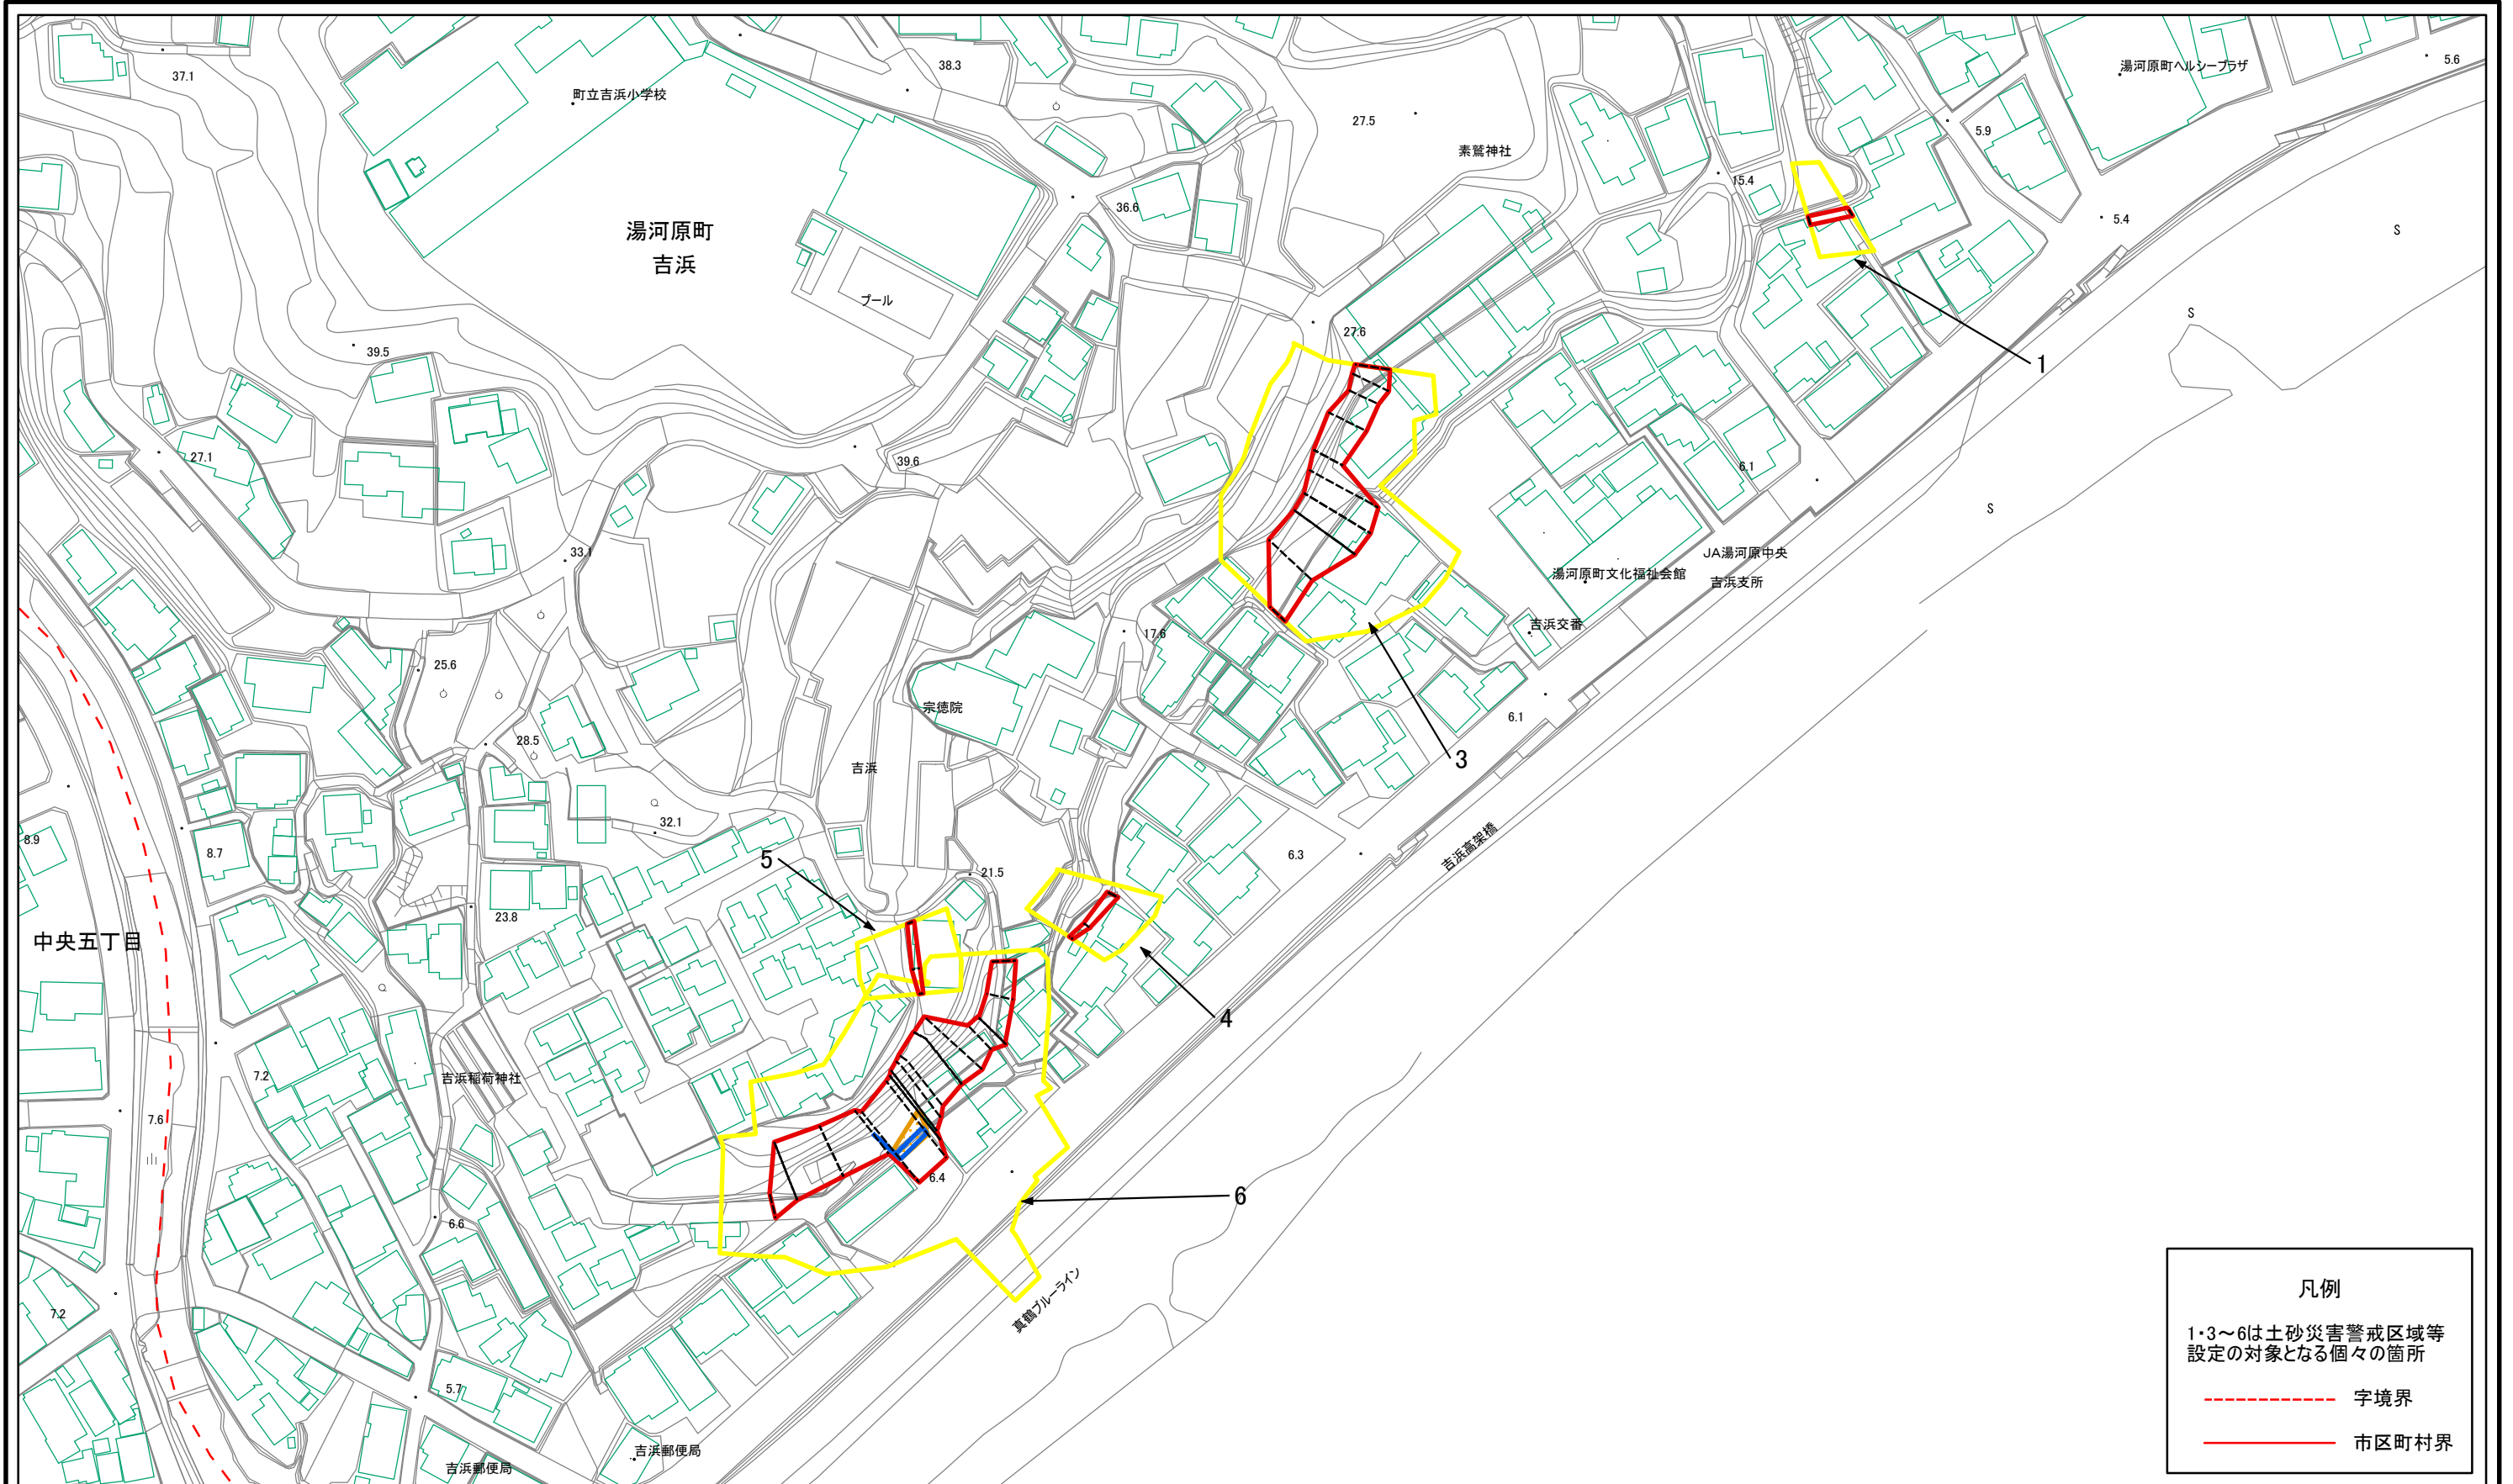 37.1
町立吉浜小学校
38.3
27.5
素鵞神社
湯河原町ヘルシープラザ
5.6
5.9
15.4
36.6
5.4
S
湯河原町
吉浜
プール
27.6
S
1
39.5
27.1
39.6
6.1
S
33.1
JA湯河原中央
吉浜支所
湯河原町文化福祉会館
吉浜交番
17.6
25.6
宗徳院
6.1
28.5
吉浜
3
32.1
8.9
8.7
5
21.5
6.3
吉浜高架橋
23.8
中央五丁目
4
7.2
吉浜稲荷神社
7.6
6.4
6
6.6
7.2
真鶴ブルーライン
5.7
吉浜郵便局
吉浜郵便局
凡例
1・3～6は土砂災害警戒区域等
設定の対象となる個々の箇所
字境界
市区町村界